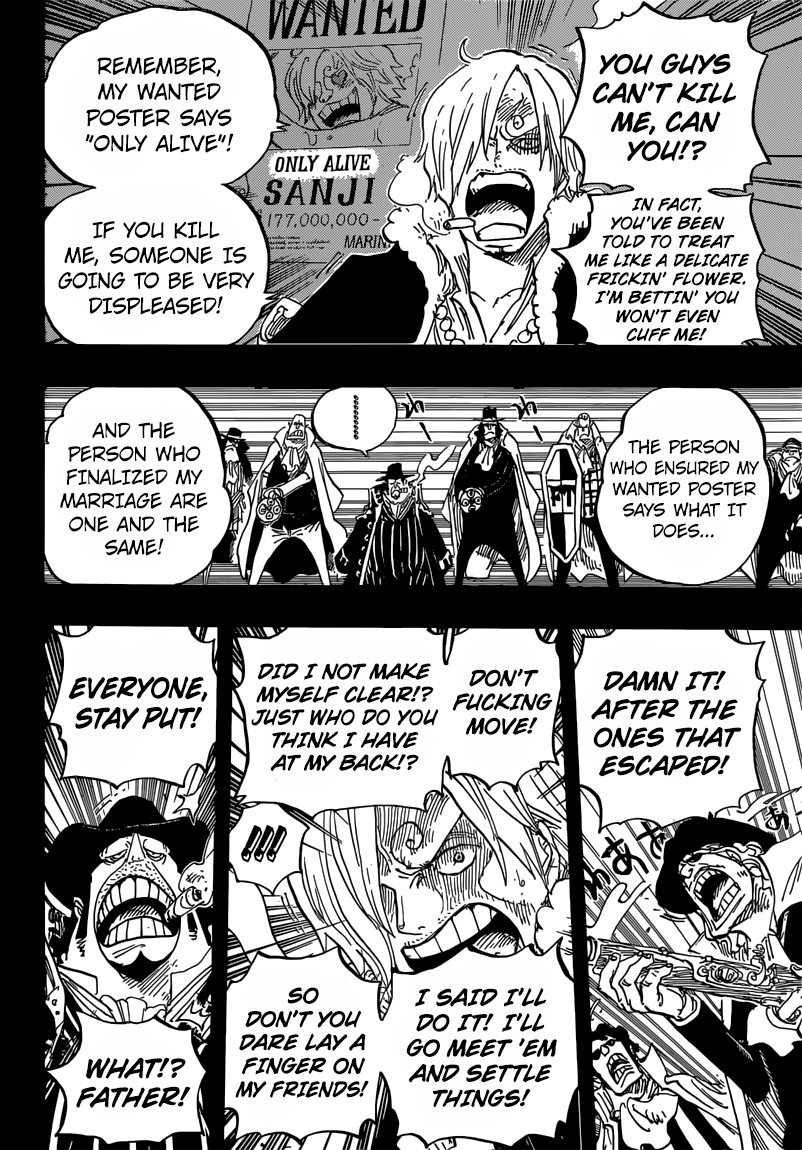 YOU GUYS
CAN'T KILL
ME, CAN
YOU!?
IN FACT,
YOU'VE BEEN
TOLD TO TREAT
ME LIKE A DELICATE
FRICKIN' FLOWER.
I'M BETTIN' YOU
WON'T EVEN
CUFF ME!
WANTED
ONLY ALIVE
SANJI
177,000,000-
MARIN
REMEMBER,
MY WANTED
POSTER SAYS
"ONLY ALIVE"!
IF YOU KILL
ME, SOMEONE IS
GOING TO BE VERY
DISPLEASED!
THE PERSON
WHO ENSURED MY
WANTED POSTER
SAYS WHAT IT
DOES...
AND THE
PERSON WHO
FINALIZED MY
MARRIAGE ARE
ONE AND THE
SAME!
DAMN IT!
AFTER THE
ONES THAT
ESCAPED!
DON'T
FUCKING
MOVE!
DID I NOT MAKE
MYSELF CLEAR!?
JUST WHO DO YOU
THINK I HAVE
AT MY BACK!?
!!!
I SAID I'LL
DO IT! I'LL
GO MEET 'EM
AND SETTLE
THINGS!
SO
DON'T YOU
DARE LAY A
FINGER ON
MY FRIENDS!
EVERYONE,
STAY PUT!
WHAT!?
FATHER!